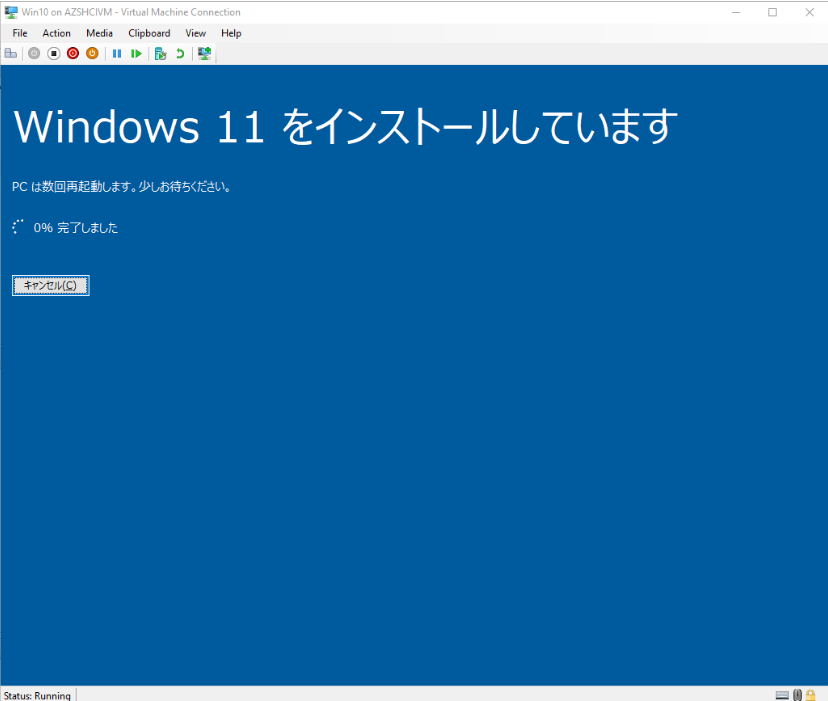 Win10 on AZSHCIVM - Virtual Machine Connection
File Action Media Clipboard View Help
Windows 11 をインストールしています
PC は数回再起動します。少しお待ちください。
0% 完了しました
キャンセル(C)
Status: Running